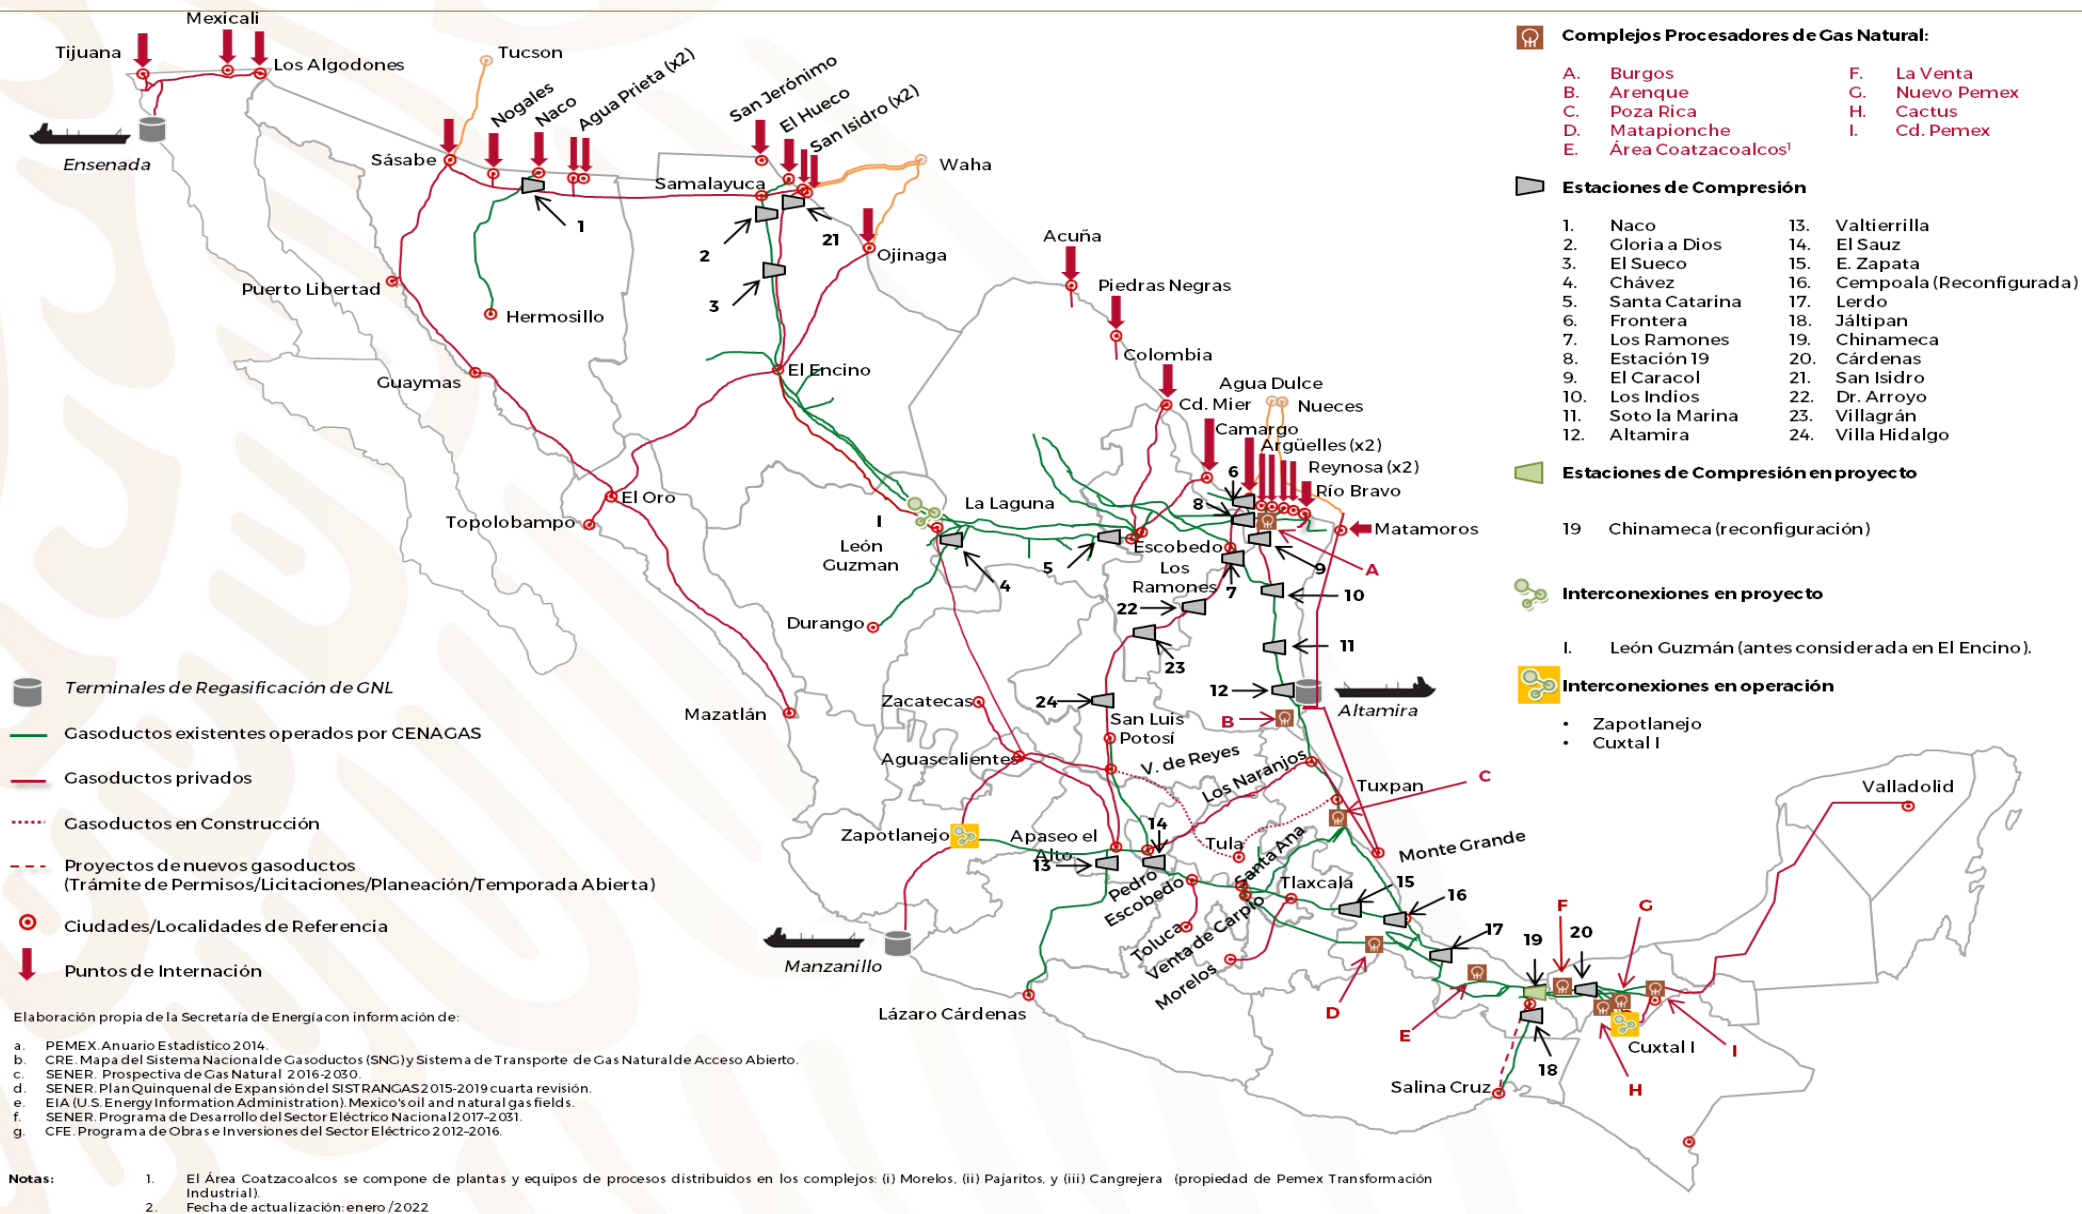 Mexicali
Tijuana
Los Algodones
Tucson
Ensenada
Sásabe
Nogales
Naco
Agua Prieta (x2)
San Jerónimo
El Hueco
San Isidro (x2)
Samalayuca
Waha
1
2
21
3
Ojinaga
Puerto Libertad
Hermosillo
Guaymas
El Encino
Acuña
Piedras Negras
Colombia
Agua Dulce
Cd. Mier
Nueces
Camargo
Argüelles (x2)
6
Reynosa (x2)
Río Bravo
8
El Oro
Topolobampo
La Laguna
I
León
Guzman
4
5
Escobedo
Matamoros
Los
Ramones
7
9
A
10
22
Durango
11
23
12
Altamira
Zacatecas
24
B
Mazatlán
San Luis
Potosí
Aguascalientes
V. de Reyes
Los Naranjos
Tuxpan
C
Valladolid
Zapotlanejo
Apaseo el
Alto
13
14
Tula
Santa Ana
Monte Grande
Pedro
Escobedo
Tlaxcala
15
16
Toluca
Venta de Carpio
Morelos
17
19
F
20
G
Manzanillo
Lázaro Cárdenas
D
E
18
Cuxtal I
I
H
Salina Cruz
Complejos Procesadores de Gas Natural:
A. Burgos
B. Arenque
C. Poza Rica
D. Matapionche
E. Área Coatzacoalcos¹
F. La Venta
G. Nuevo Pemex
H. Cactus
I. Cd. Pemex
Estaciones de Compresión
1. Naco
2. Gloria a Dios
3. El Sueco
4. Chávez
5. Santa Catarina
6. Frontera
7. Los Ramones
8. Estación 19
9. El Caracol
10. Los Indios
11. Soto la Marina
12. Altamira
13. Valtierrilla
14. El Sauz
15. E. Zapata
16. Cempoala (Reconfigurada)
17. Lerdo
18. Jáltipan
19. Chinameca
20. Cárdenas
21. San Isidro
22. Dr. Arroyo
23. Villagrán
24. Villa Hidalgo
Estaciones de Compresión en proyecto
19 Chinameca (reconfiguración)
Interconexiones en proyecto
I. León Guzmán (antes considerada en El Encino).
Interconexiones en operación
• Zapotlanejo
• Cuxtal I
Terminales de Regasificación de GNL
Gasoductos existentes operados por CENAGAS
Gasoductos privados
Gasoductos en Construcción
Proyectos de nuevos gasoductos
(Trámite de Permisos/Licitaciones/Planeación/Temporada Abierta)
Ciudades/Localidades de Referencia
Puntos de Internación
Elaboración propia de la Secretaría de Energía con información de:
a. PEMEX. Anuario Estadístico 2014.
b. CRE. Mapa del Sistema Nacional de Gasoductos (SNG) y Sistema de Transporte de Gas Natural de Acceso Abierto.
c. SENER. Prospectiva de Gas Natural 2016-2030.
d. SENER. Plan Quinquenal de Expansión del SISTRANGAS 2015-2019 cuarta revisión.
e. EIA (U.S. Energy Information Administration). Mexico's oil and natural gas fields.
f. SENER. Programa de Desarrollo del Sector Eléctrico Nacional 2017–2031.
g. CFE. Programa de Obras e Inversiones del Sector Eléctrico 2012–2016.
Notas: 1. El Área Coatzacoalcos se compone de plantas y equipos de procesos distribuidos en los complejos: (i) Morelos, (ii) Pajaritos, y (iii) Cangrejera (propiedad de Pemex Transformación
Industrial).
2. Fecha de actualización: enero /2022